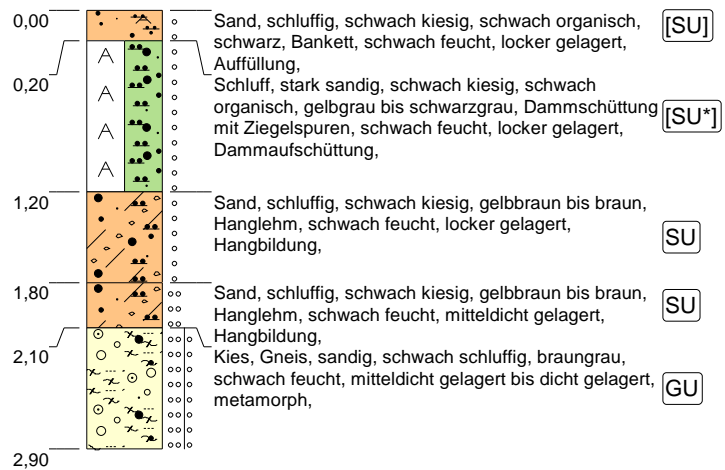 0,00
Sand, schluffig, schwach kiesig, schwach organisch,
schwarz, Bankett, schwach feucht, locker gelagert,
Auffüllung,
[SU]
0,20
Schluff, stark sandig, schwach kiesig, schwach
organisch, gelbgrau bis schwarzgrau, Dammschüttung
mit Ziegelspuren, schwach feucht, locker gelagert,
Dammaufschüttung,
[SU*]
1,20
Sand, schluffig, schwach kiesig, gelbbraun bis braun,
Hanglehm, schwach feucht, locker gelagert,
Hangbildung,
SU
1,80
Sand, schluffig, schwach kiesig, gelbbraun bis braun,
Hanglehm, schwach feucht, mitteldicht gelagert,
Hangbildung,
SU
2,10
Kies, Gneis, sandig, schwach schluffig, braungrau,
schwach feucht, mitteldicht gelagert bis dicht gelagert,
metamorph,
GU
2,90